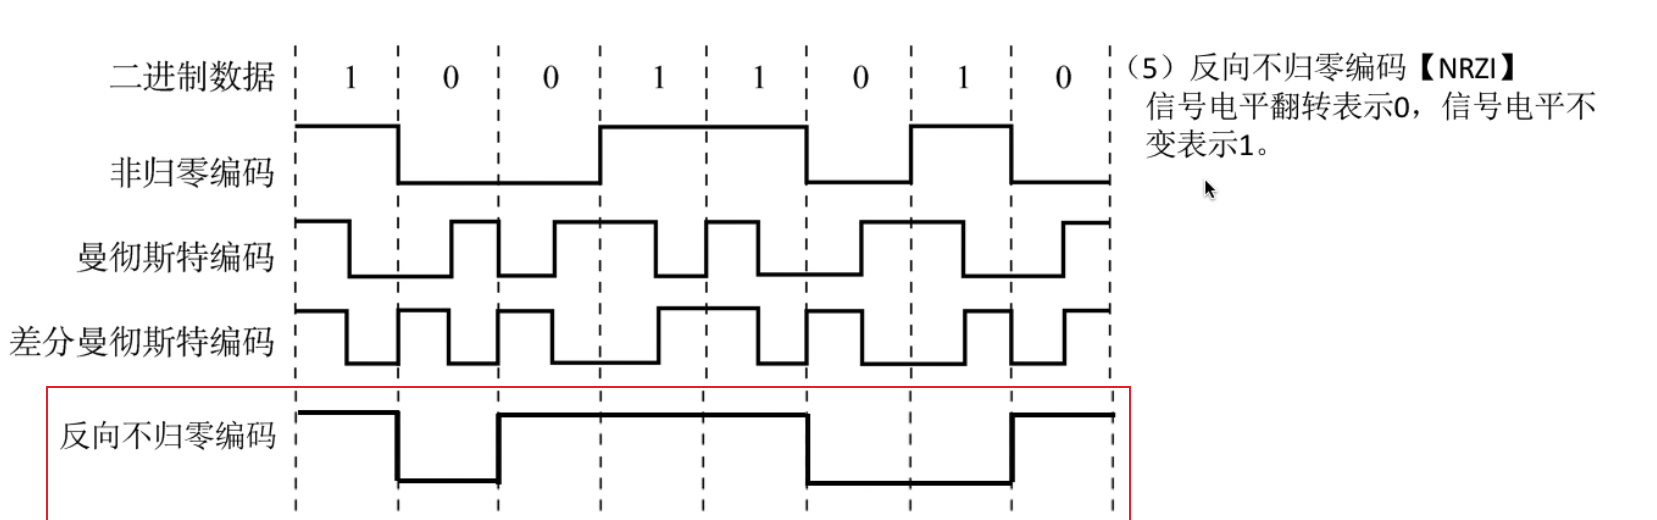 二进制数据 1 0 0 1 1 0 1 0
（5）反向不归零编码【NRZI】
信号电平翻转表示0，信号电平不
变表示1。
非归零编码
曼彻斯特编码
差分曼彻斯特编码
反向不归零编码